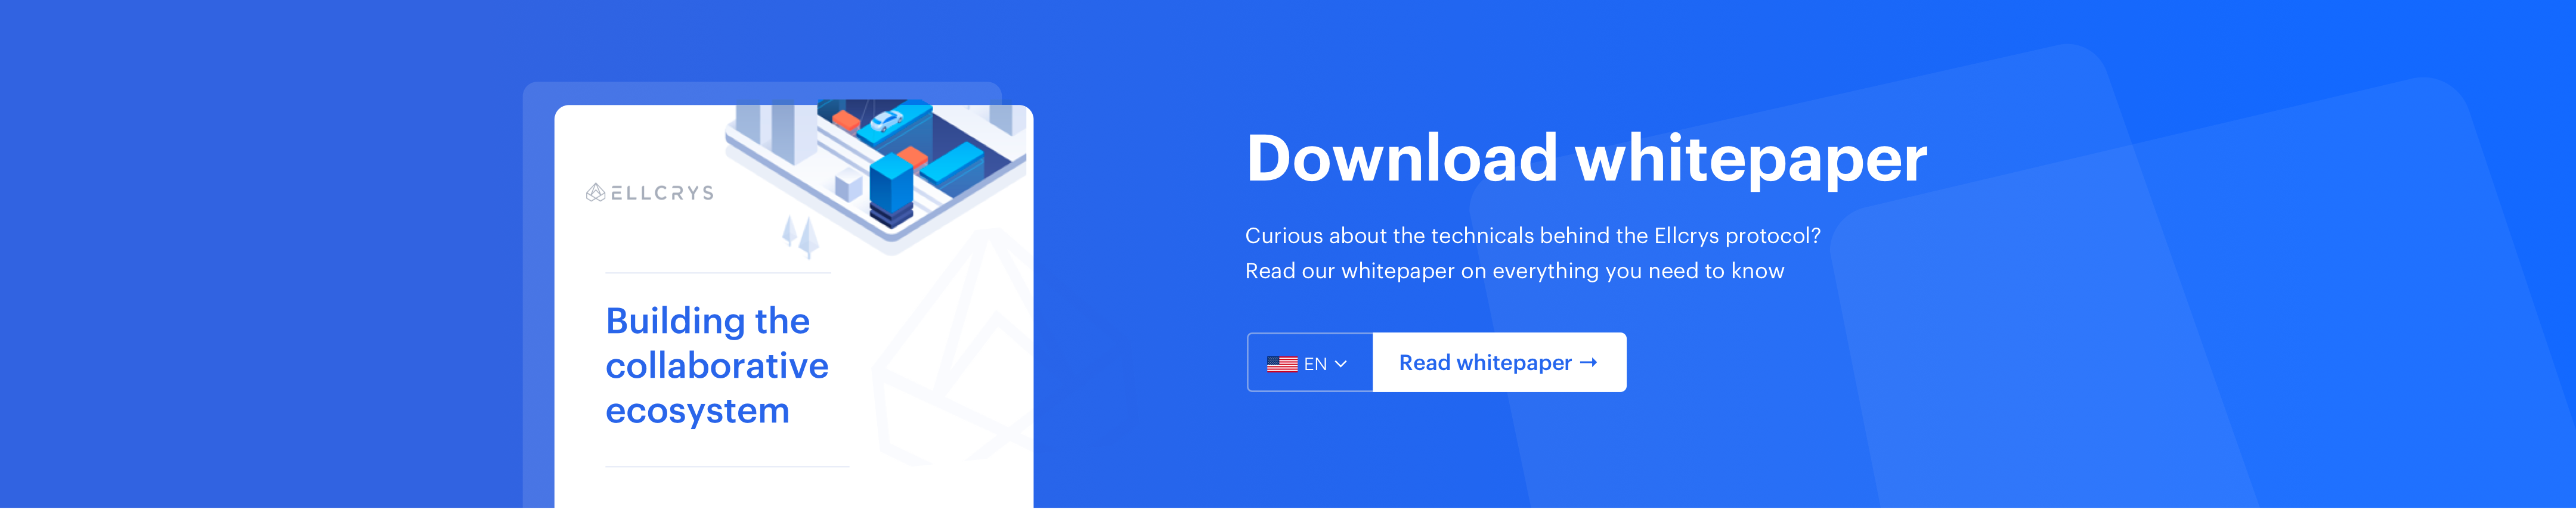 ELLCRYS
Building the
collaborative
ecosystem
Download whitepaper
Curious about the technicals behind the Ellcrys protocol?
Read our whitepaper on everything you need to know
EN
Read whitepaper →